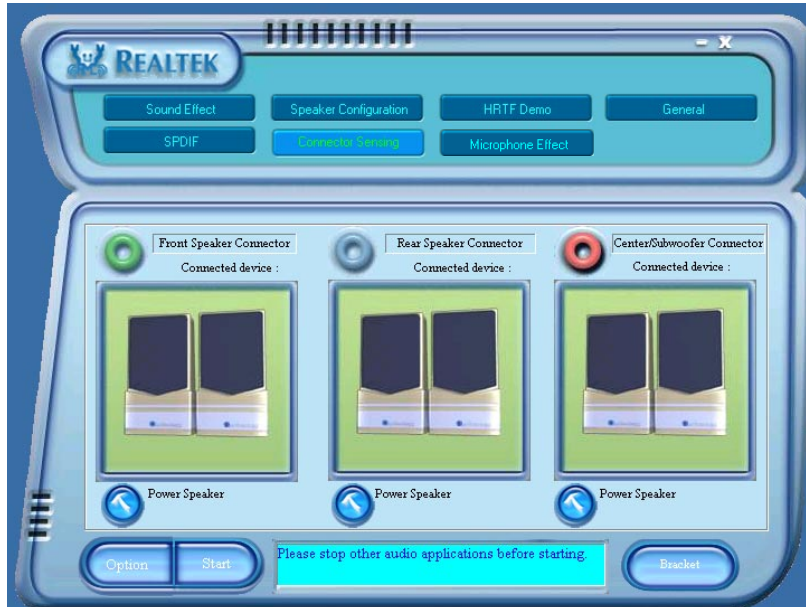 REALTEK
- X
Sound Effect
Speaker Configuration
HRTF Demo
General
SPDIF
Connector Sensing
Microphone Effect
Front Speaker Connector
Rear Speaker Connector
Center/Subwoofer Connector
Connected device :
Connected device :
Connected device :
Power Speaker
Power Speaker
Power Speaker
Option
Start
Please stop other audio applications before starting.
Bracket